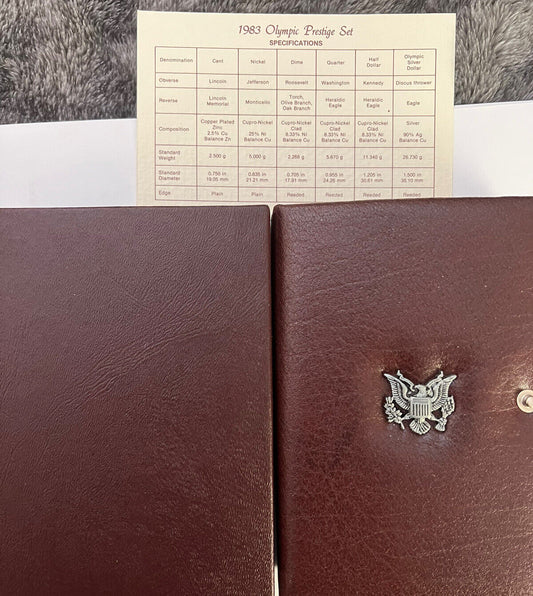 1983 Olympic Prestige Set
SPECIFICATIONS
Denomination Cent Nickel Dime Quarter Half Dollar Olympic Silver Dollar
Obverse Lincoln Jefferson Roosevelt Washington Kennedy Discus thrower
Reverse Lincoln Memorial Monticello Torch, Olive Branch, Oak Branch Heraldic Eagle Heraldic Eagle Eagle
Composition Copper Plated Zinc 2.5% Cu Balance Zn Cupro-Nickel 25% Ni Balance Cu Cupro-Nickel Clad 8.33% Ni Balance Cu Cupro-Nickel Clad 8.33% Ni Balance Cu Cupro-Nickel Clad 8.33% Ni Balance Cu Silver 90% Ag Balance Cu
Standard Weight 2.500 g 5.000 g 2.268 g 5.670 g 11.340 g 26.730 g
Standard Diameter 0.750 in 19.05 mm 0.835 in 21.21 mm 0.705 in 17.91 mm 0.955 in 24.26 mm 1.205 in 30.61 mm 1.500 in 38.10 mm
Edge Plain Plain Reeded Reeded Reeded Reeded